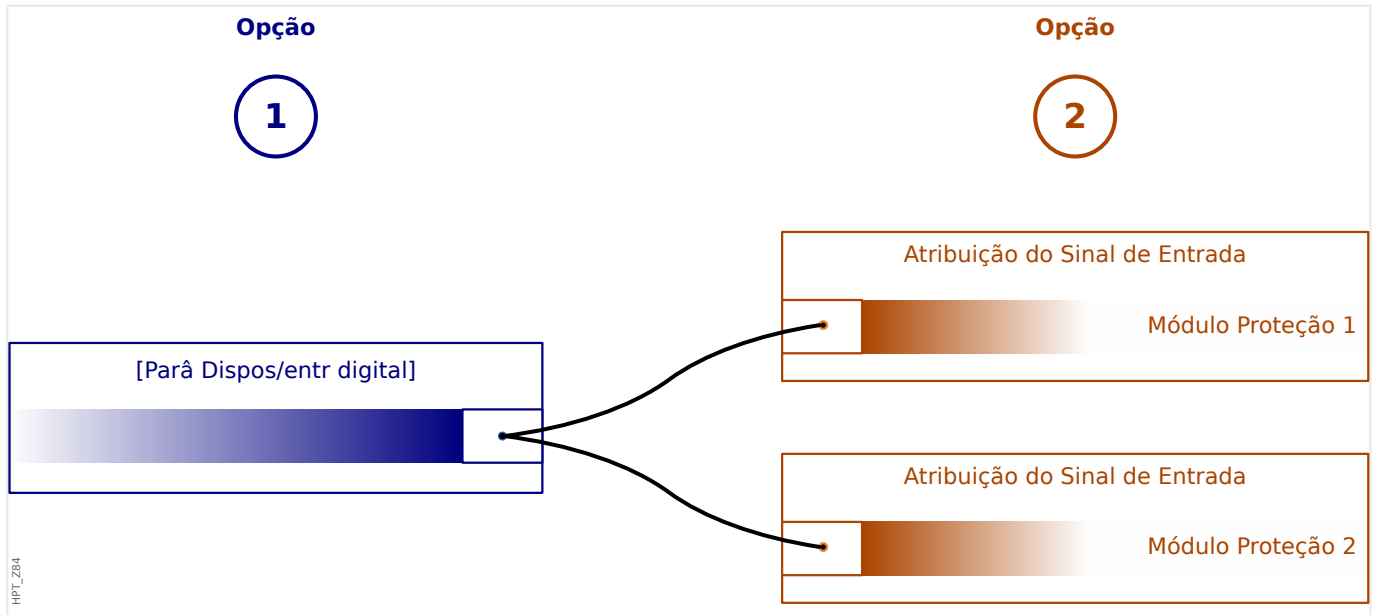 Opção
1
[Parâ Dispos/entr digital]
Opção
2
Atribuição do Sinal de Entrada
Módulo Proteção 1
Atribuição do Sinal de Entrada
Módulo Proteção 2
HPT_Z84